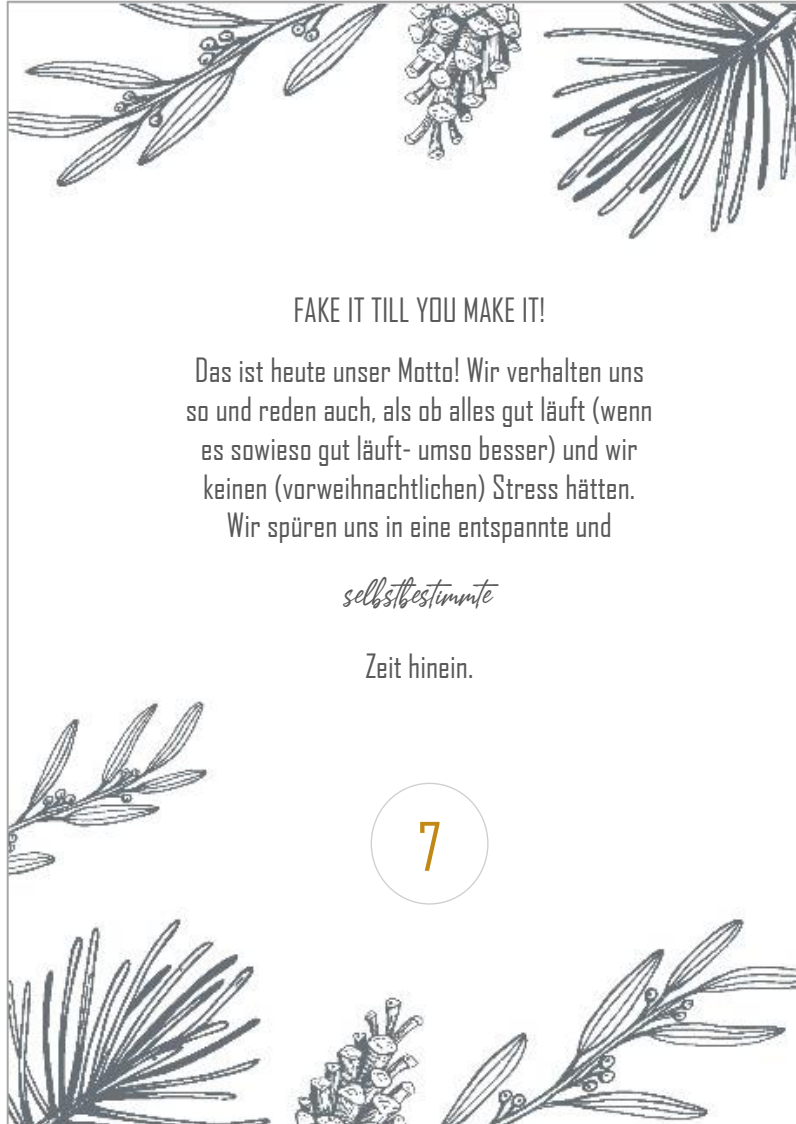 FAKE IT TILL YOU MAKE IT!
Das ist heute unser Motto! Wir verhalten uns
so und reden auch, als ob alles gut läuft (wenn
es sowieso gut läuft- umso besser) und wir
keinen (vorweihnachtlichen) Stress hätten.
Wir spüren uns in eine entspannte und
selbstbestimmte
Zeit hinein.
7